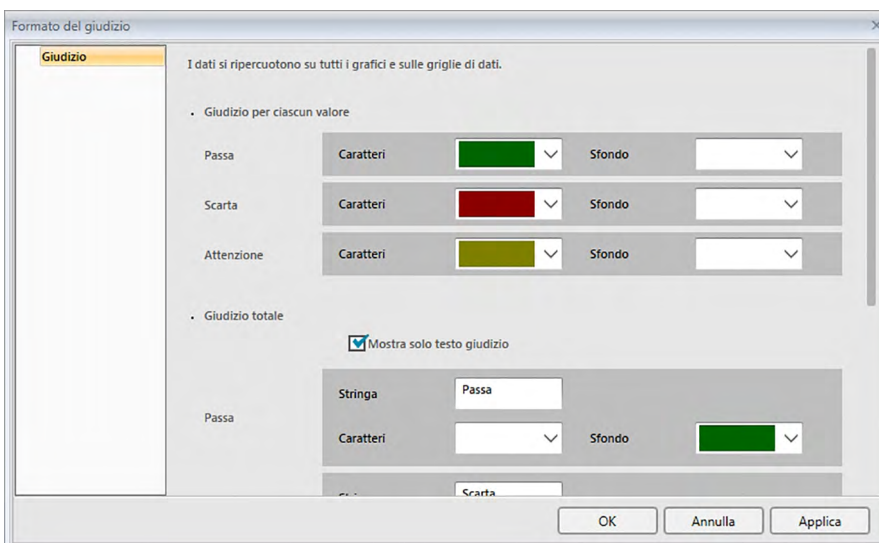 Formato del giudizio
Giudizio
I dati si ripercuotono su tutti i grafici e sulle griglie di dati.
• Giudizio per ciascun valore
Passa Caratteri Sfondo
Scarta Caratteri Sfondo
Attenzione Caratteri Sfondo
• Giudizio totale
Mostra solo testo giudizio
Stringa Passa
Passa
Caratteri Sfondo
Scarta
OK Annulla Applica